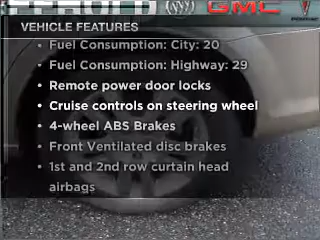 GMC
PONTIAC
VEHICLE FEATURES
• Fuel Consumption: City: 20
• Fuel Consumption: Highway: 29
• Remote power door locks
• Cruise controls on steering wheel
• 4-wheel ABS Brakes
• Front Ventilated disc brakes
• 1st and 2nd row curtain head
airbags